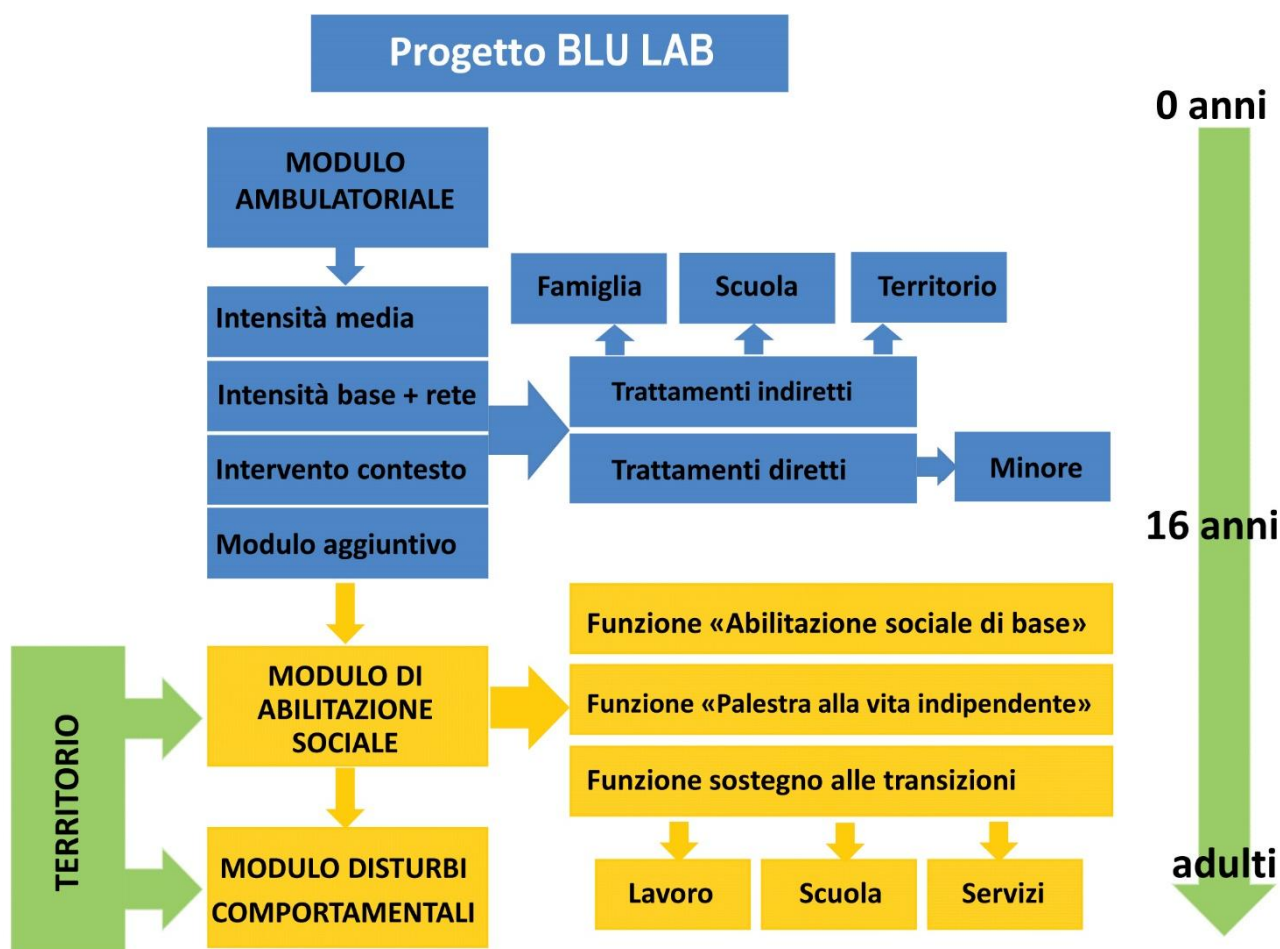 Progetto BLU LAB
0 anni
MODULO
AMBULATORIALE
Famiglia
Scuola
Territorio
Intensità media
Intensità base + rete
Intervento contesto
Modulo aggiuntivo
Trattamenti indiretti
Trattamenti diretti
Minore
16 anni
TERRITORIO
MODULO DI
ABILITAZIONE
SOCIALE
Funzione «Abilitazione sociale di base»
Funzione «Palestra alla vita indipendente»
Funzione sostegno alle transizioni
MODULO DISTURBI
COMPORTAMENTALI
Lavoro
Scuola
Servizi
adulti